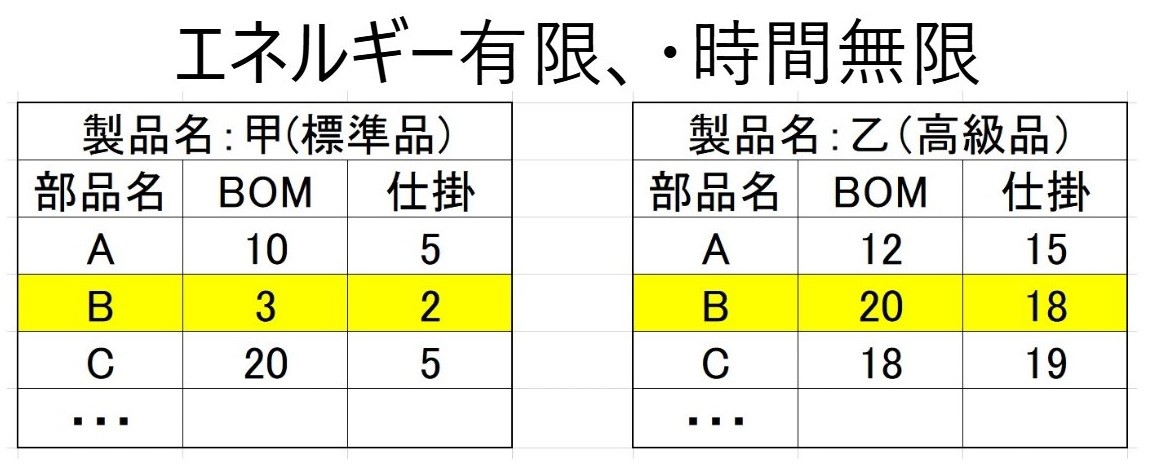 エネルギー有限、・時間無限
製品名:甲(標準品)
部品名 BOM 仕掛
A 10 5
B 3 2
C 20 5
・・・
製品名:乙(高級品)
部品名 BOM 仕掛
A 12 15
B 20 18
C 18 19
・・・